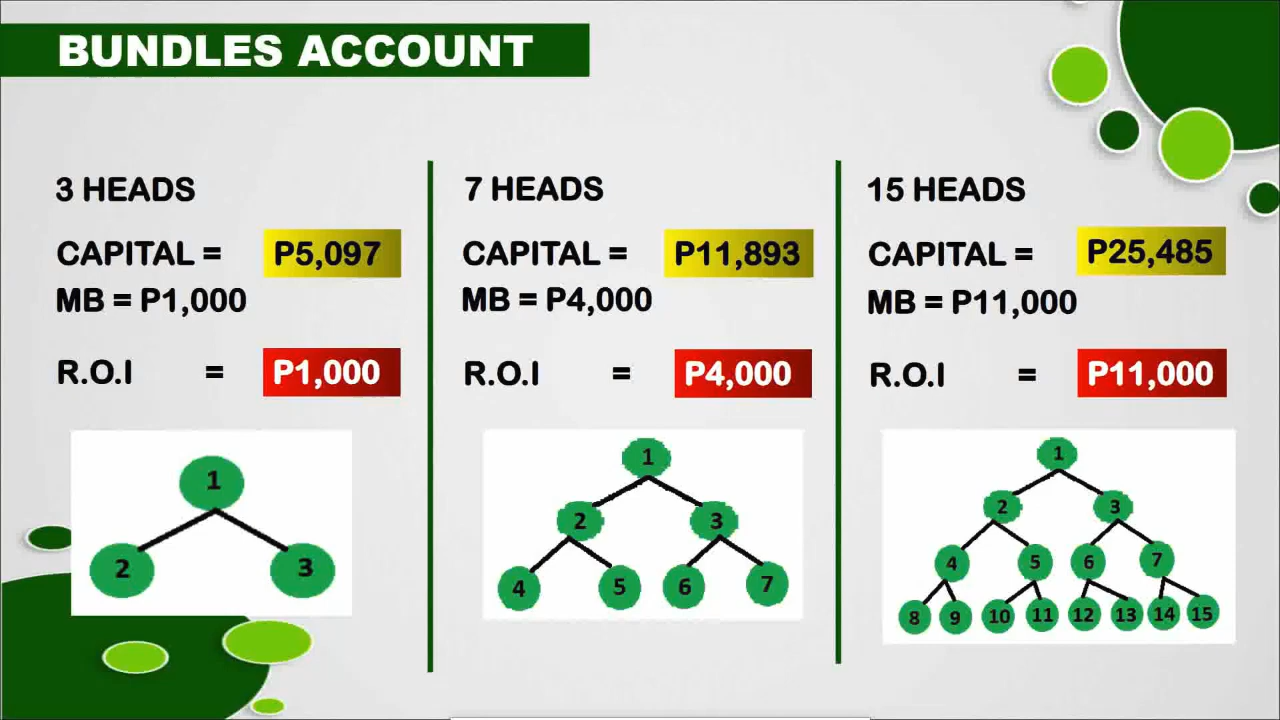 BUNDLES ACCOUNT
3 HEADS
CAPITAL = P5,097
MB = P1,000
R.O.I = P1,000
1
2 3
7 HEADS
CAPITAL = P11,893
MB = P4,000
R.O.I = P4,000
1
2 3
4 5 6 7
15 HEADS
CAPITAL = P25,485
MB = P11,000
R.O.I = P11,000
1
2 3
4 5 6 7
8 9 10 11 12 13 14 15